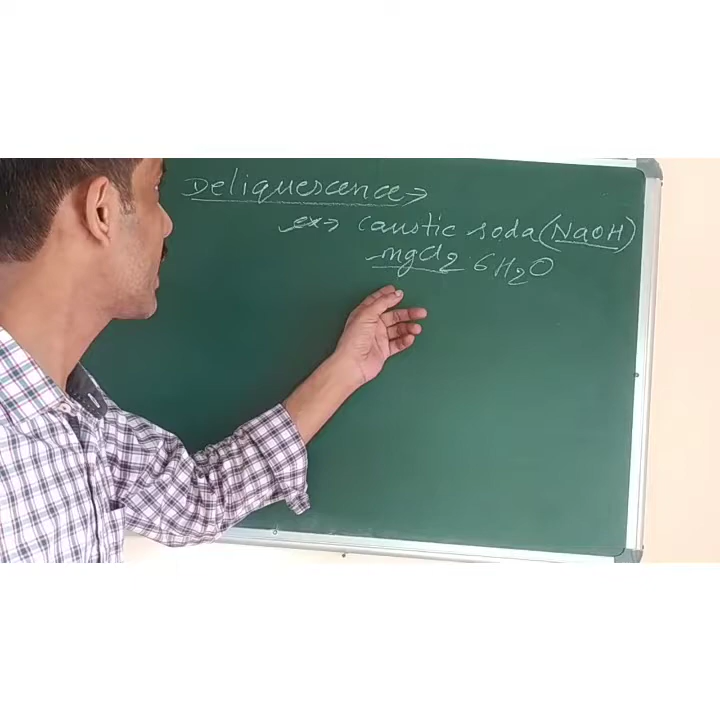 Deliquescence →
ex → caustic soda (NaOH)
mgcl2 6H2O